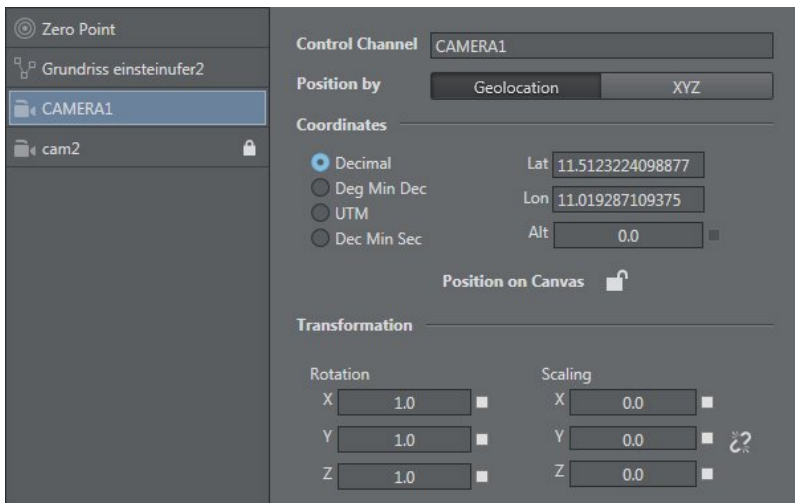 Zero Point
Grundriss einsteinufer2
CAMERA1
cam2
Control Channel CAMERA1
Position by Geolocation XYZ
Coordinates
Decimal Lat 11.5123224098877
Deg Min Dec Lon 11.019287109375
UTM
Dec Min Sec Alt 0.0
Position on Canvas
Transformation
Rotation Scaling
X 1.0 X 0.0
Y 1.0 Y 0.0
Z 1.0 Z 0.0